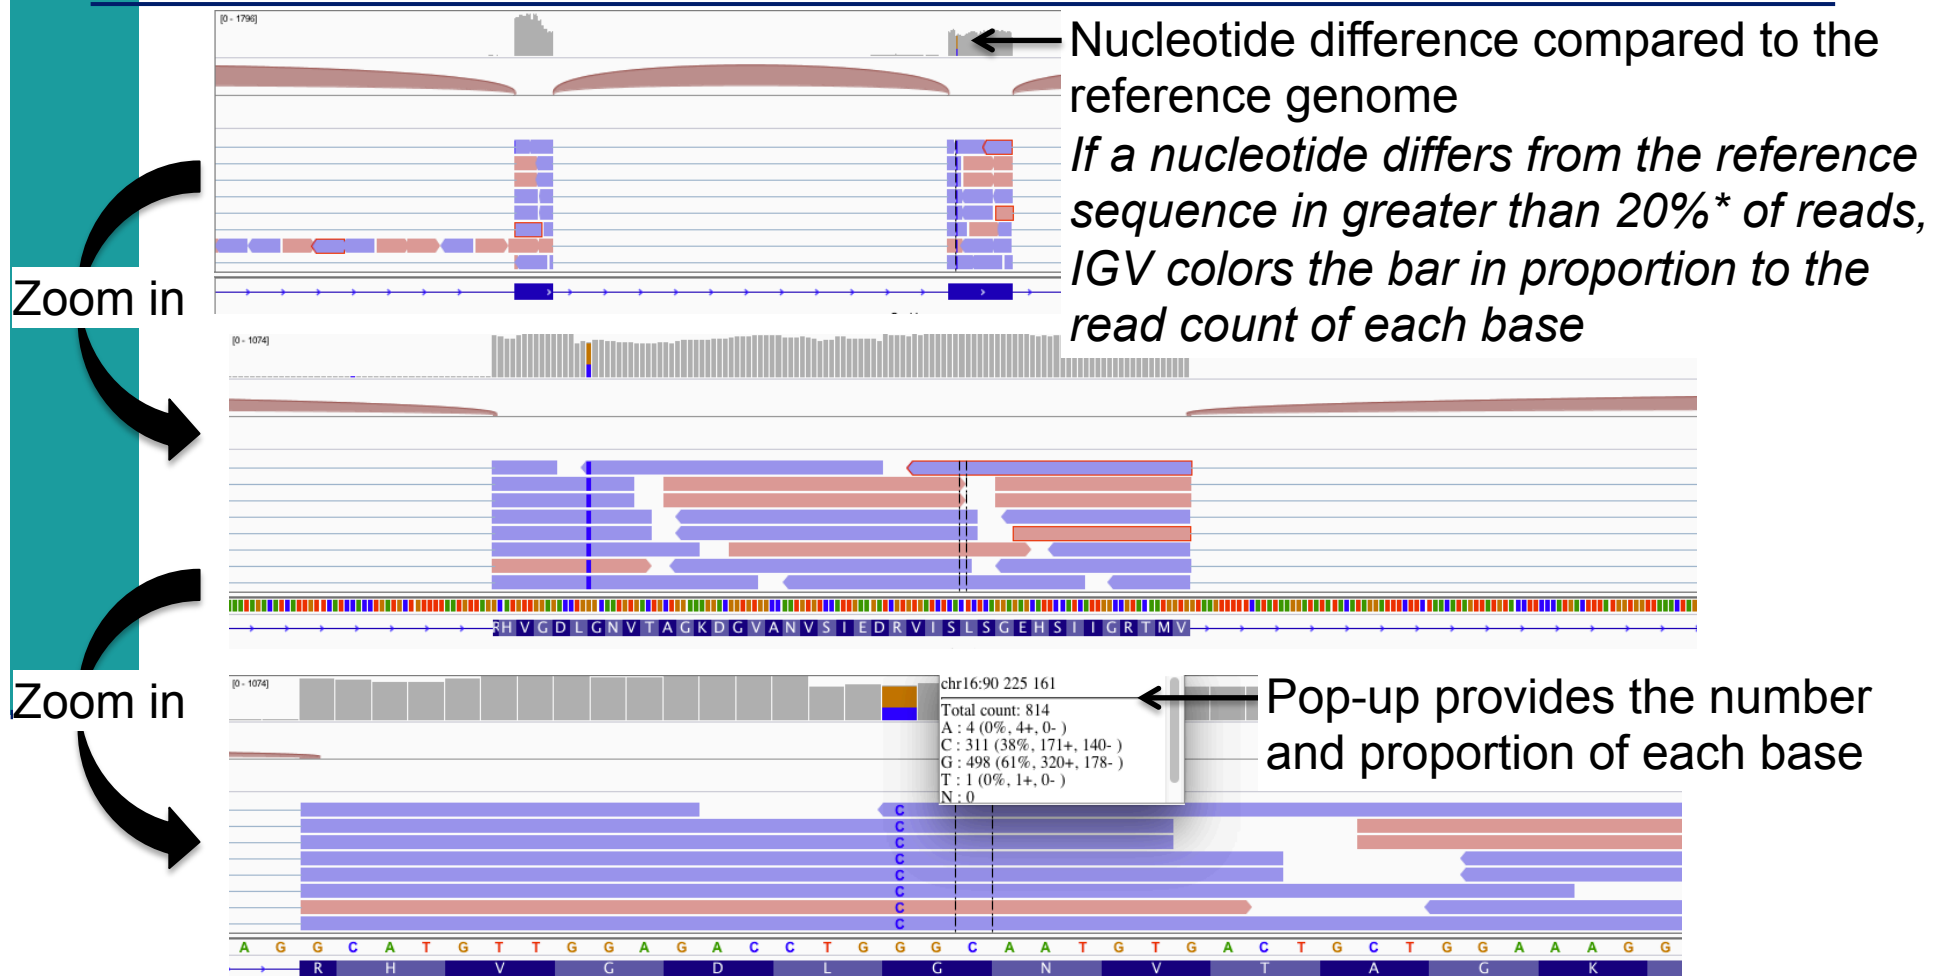 [0 - 1796]
Nucleotide difference compared to the
reference genome
If a nucleotide differs from the reference
sequence in greater than 20%* of reads,
IGV colors the bar in proportion to the
read count of each base
Zoom in
[0 - 1074]
R H V G D L G N V T A G K D G V A N V S I E D R V I S L S G E H S I I G R T M V
Zoom in
[0 - 1074]
chr16:90 225 161
Total count: 814
A : 4 (0%, 4+, 0- )
C : 311 (38%, 171+, 140- )
G : 498 (61%, 320+, 178- )
T : 1 (0%, 1+, 0- )
N : 0
Pop-up provides the number
and proportion of each base
C
C
C
C
C
C
C
C
A G G C A T G T T G G A G A C C T G G G C A A T G T G A C T G C T G G A A A G G
R H V G D L G N V T A G K